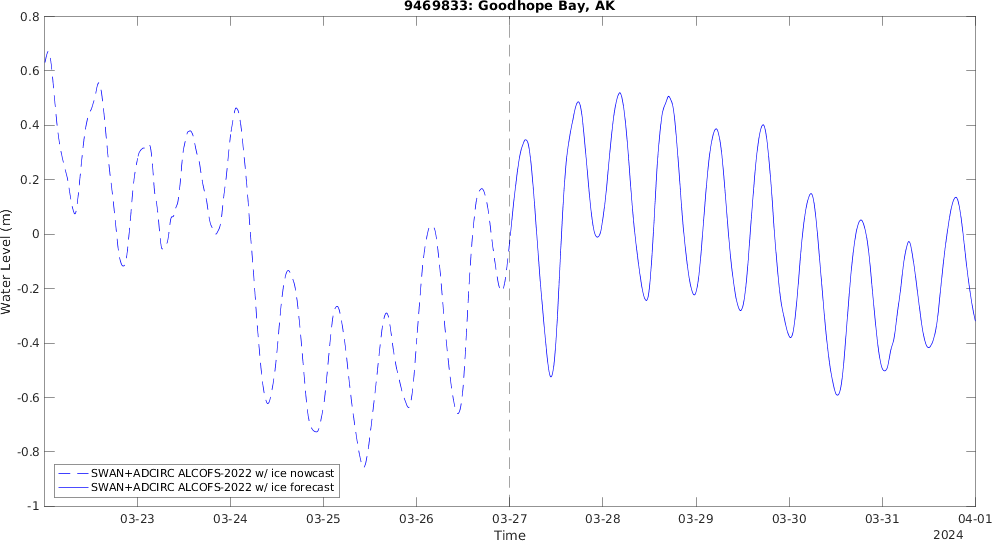 9469833: Goodhope Bay, AK
0.8
0.6
0.4
0.2
0
-0.2
-0.4
-0.6
-0.8
-1
Water Level (m)
SWAN+ADCIRC ALCOFS-2022 w/ ice nowcast
SWAN+ADCIRC ALCOFS-2022 w/ ice forecast
03-23 03-24 03-25 03-26 03-27 03-28 03-29 03-30 03-31 04-01
Time
2024